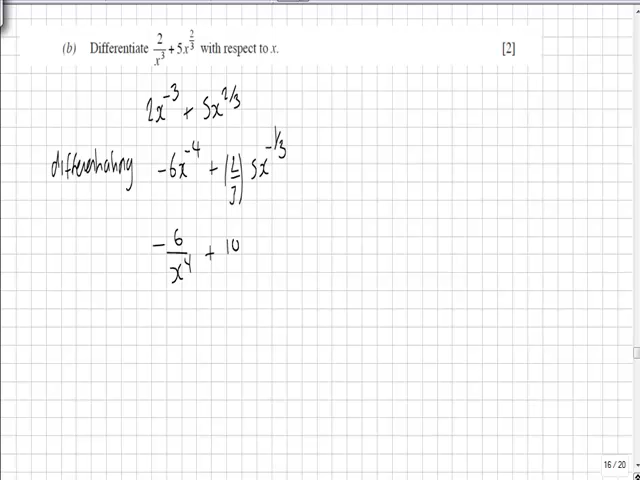 (b) Differentiate 2/x³ + 5x^(2/3) with respect to x. [2]
2x^-3 + 5x^2/3
differentiating -6x^-4 + (2/3) 5x^-1/3
-6/x^4 + 10
16 / 20